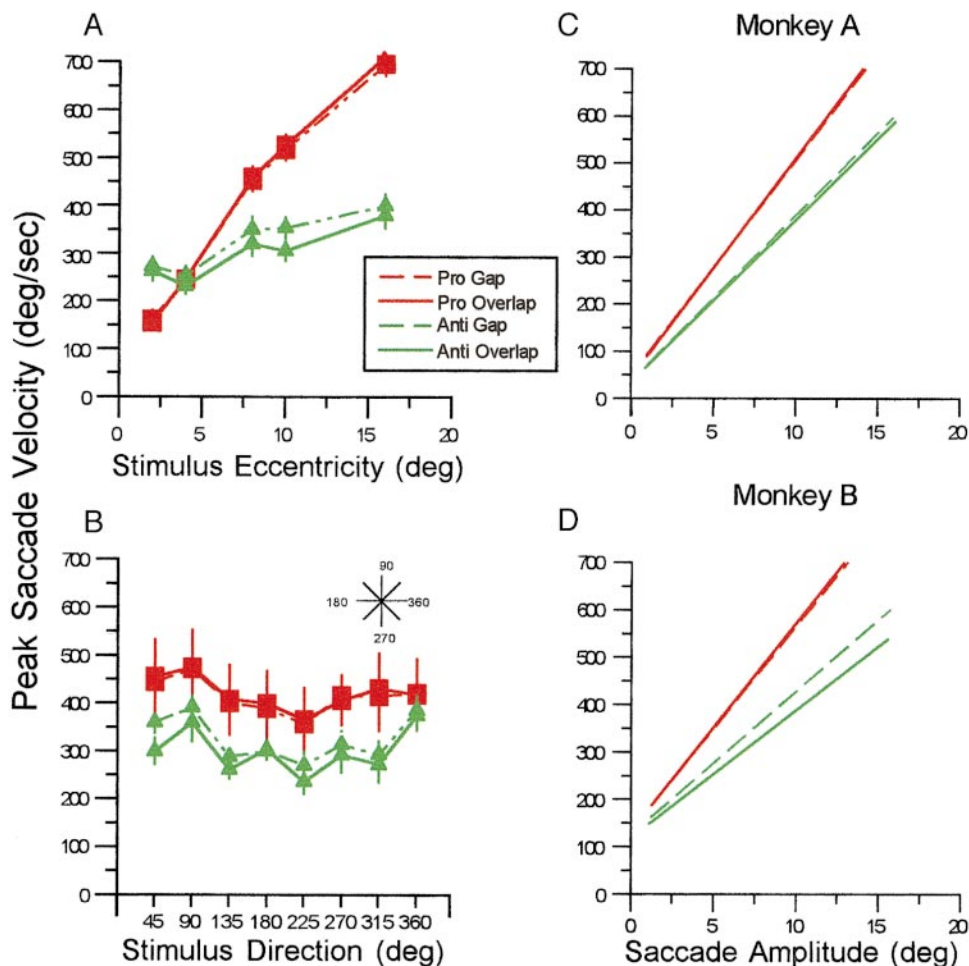 Peak Saccade Velocity (deg/sec)
A
700
600
500
400
300
200
100
0
0 5 10 15 20
Stimulus Eccentricity (deg)
Pro Gap
Pro Overlap
Anti Gap
Anti Overlap
C
Monkey A
700
600
500
400
300
200
100
0
0 5 10 15 20
B
700
600
500
400
300
200
100
0
90
180 360
270
45 90 135 180 225 270 315 360
Stimulus Direction (deg)
D
Monkey B
700
600
500
400
300
200
100
0
0 5 10 15 20
Saccade Amplitude (deg)